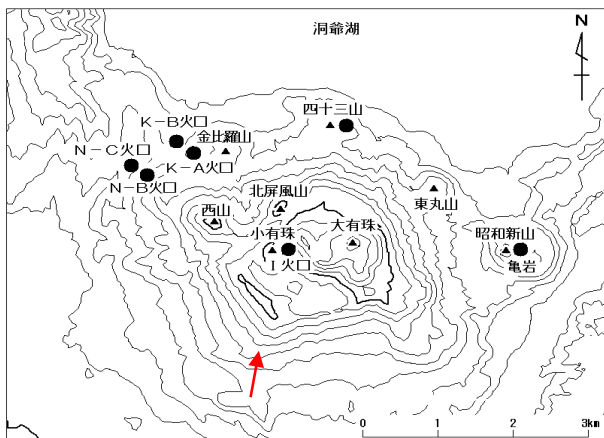 洞爺湖
N
四十三山
K－B火口
金比羅山
N－C火口
K－A火口
N－B火口
北屏風山
東丸山
西山
小有珠
大有珠
昭和新山
I火口
亀岩
0 1 2 3km